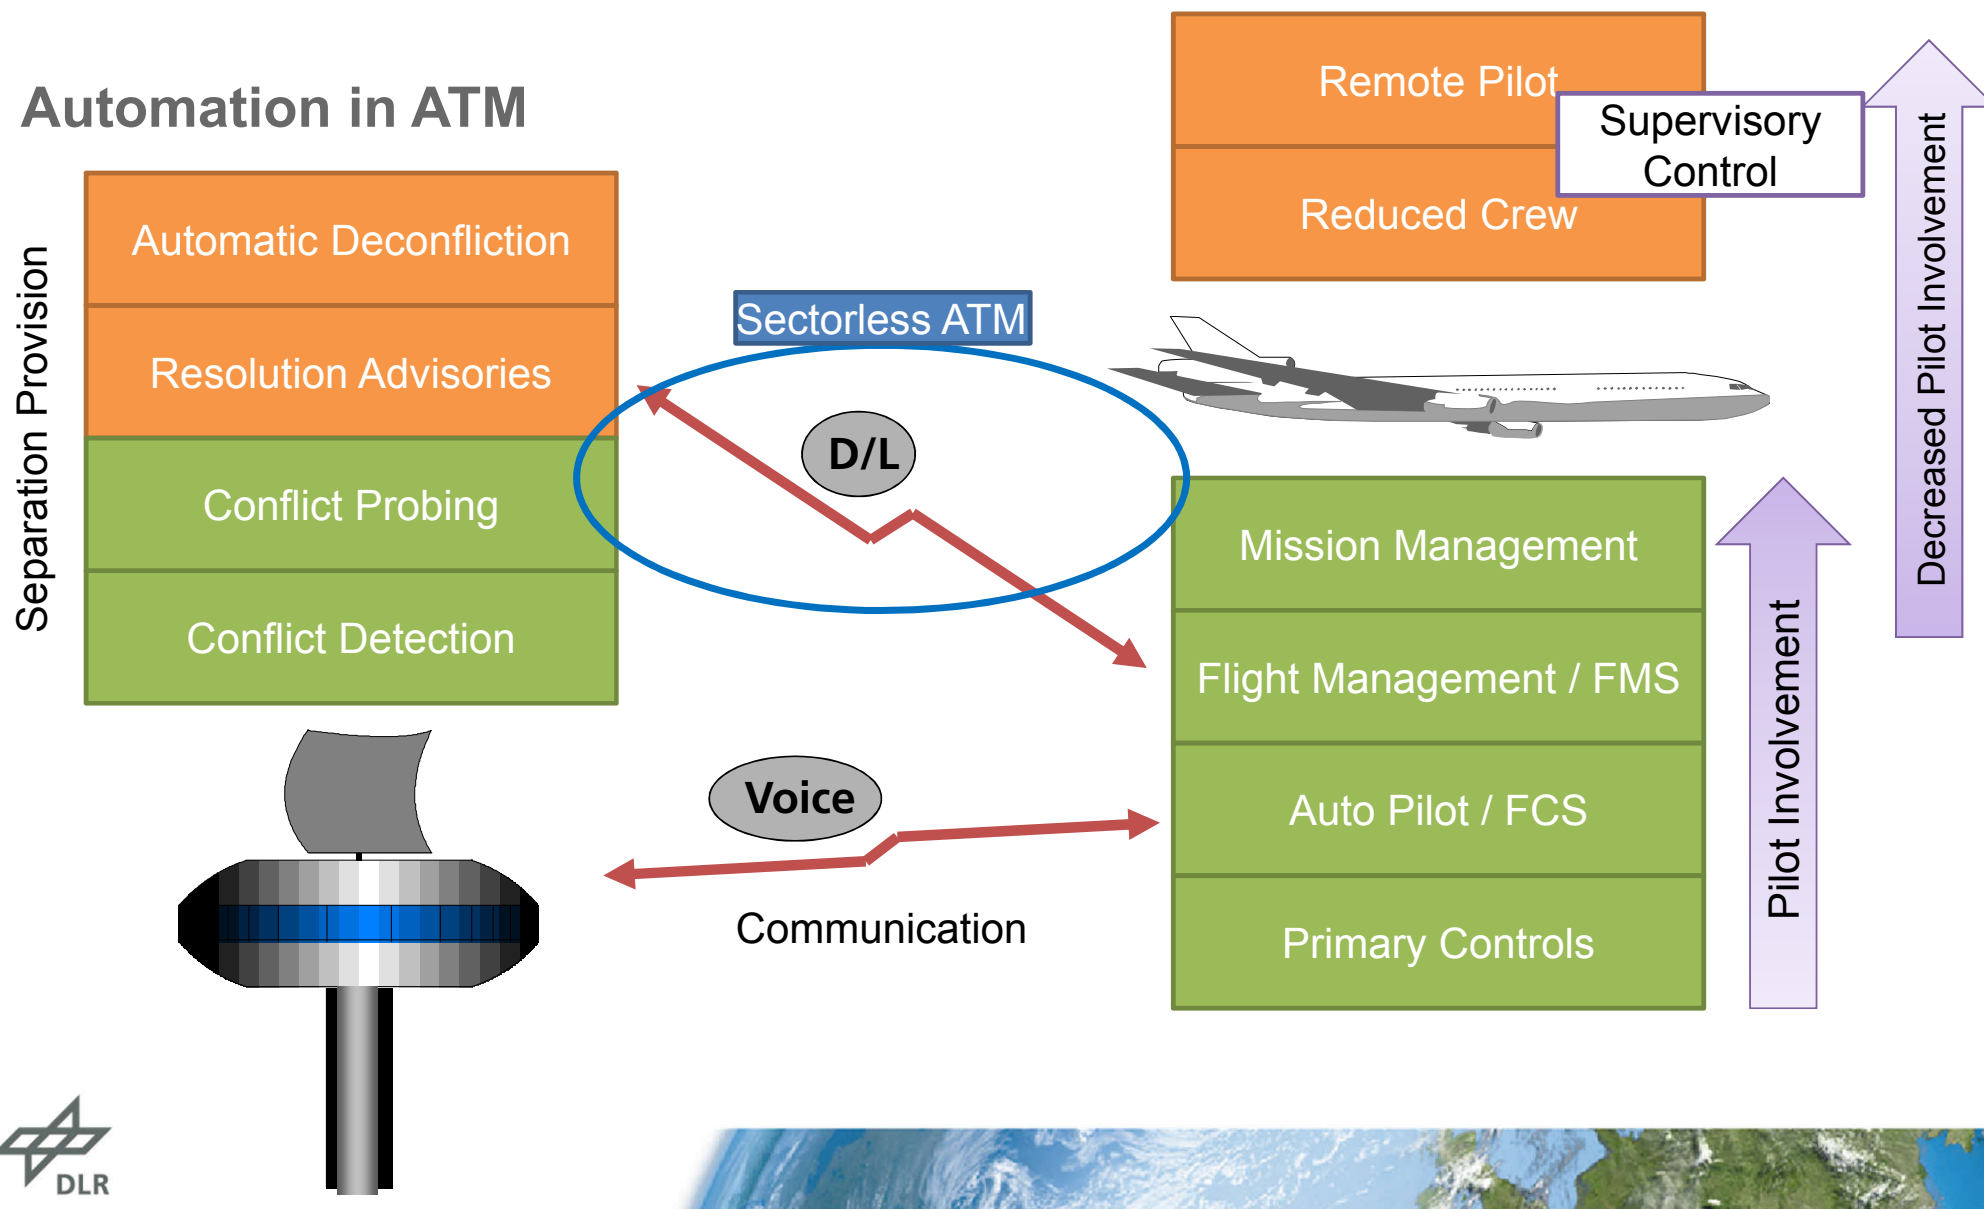 Automation in ATM
Separation Provision
Automatic Deconfliction
Resolution Advisories
Conflict Probing
Conflict Detection
Sectorless ATM
D/L
Voice
Communication
Remote Pilot
Supervisory
Control
Reduced Crew
Mission Management
Flight Management / FMS
Auto Pilot / FCS
Primary Controls
Pilot Involvement
Decreased Pilot Involvement
DLR